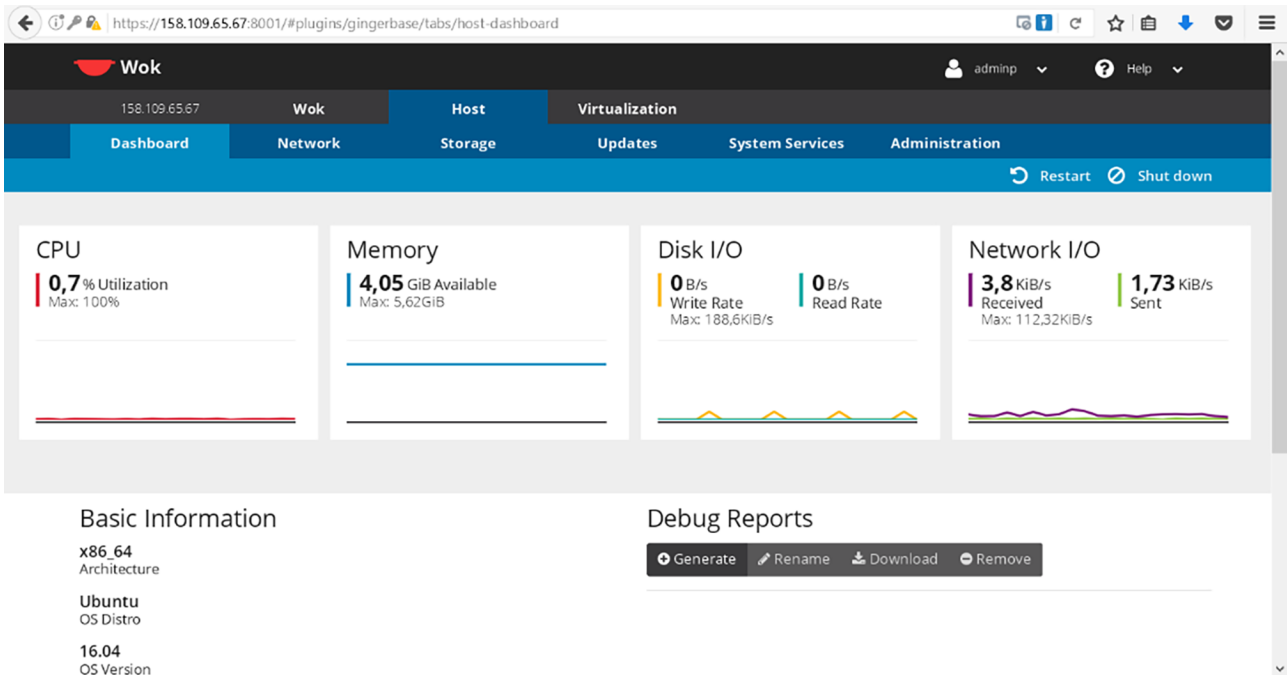 https://158.109.65.67:8001/#plugins/gingerbase/tabs/host-dashboard
Wok adminp Help
158.109.65.67 Wok Host Virtualization
Dashboard Network Storage Updates System Services Administration
Restart Shut down
CPU
0,7 % Utilization
Max: 100%
Memory
4,05 GiB Available
Max: 5,62GiB
Disk I/O
0 B/s
Write Rate
Max: 188,6KiB/s
0 B/s
Read Rate
Network I/O
3,8 KiB/s
Received
Max: 112,32KiB/s
1,73 KiB/s
Sent
Basic Information
x86_64
Architecture
Ubuntu
OS Distro
16.04
OS Version
Debug Reports
Generate Rename Download Remove